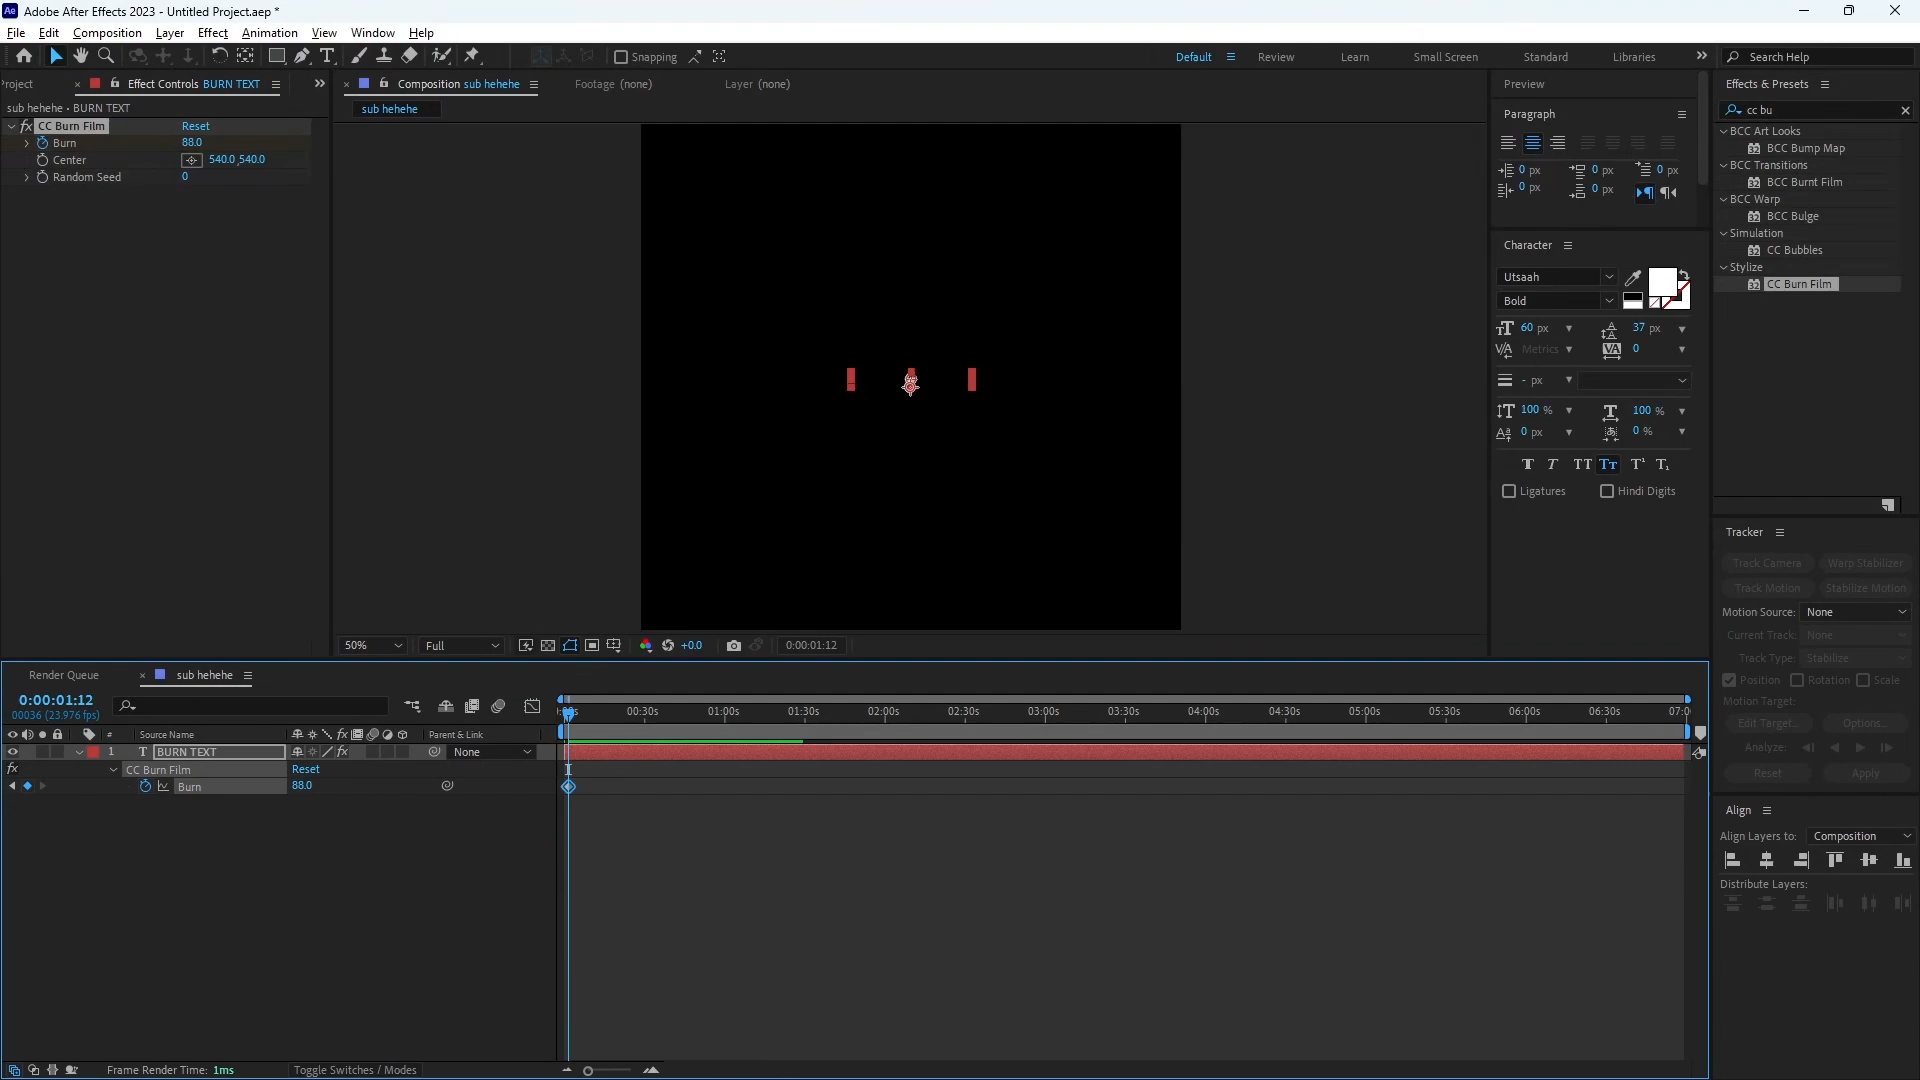 Adobe After Effects 2023 - Untitled Project.aep *
File Edit Composition Layer Effect Animation View Window Help
Snapping
Default Review Learn Small Screen Standard Libraries
Search Help
Project
Effect Controls BURN TEXT
Composition sub hehehe
Footage (none)
Layer (none)
Preview
Effects & Presets
sub hehehe • BURN TEXT
sub hehehe
CC Burn Film Reset
Burn 88.0
Center 540.0,540.0
Random Seed 0
Paragraph
0 px 0 px 0 px
0 px 0 px
Character
Utsaah
Bold
60 px 37 px
Metrics 0
- px
100 % 100 %
0 px 0 %
Ligatures Hindi Digits
cc bu
BCC Art Looks
BCC Bump Map
BCC Transitions
BCC Burnt Film
BCC Warp
BCC Bulge
Simulation
CC Bubbles
Stylize
CC Burn Film
Tracker
Track Camera Warp Stabilizer
Track Motion Stabilize Motion
Motion Source: None
Current Track: None
Track Type: Stabilize
Position Rotation Scale
Motion Target:
Edit Target... Options...
Analyze:
Reset Apply
Align
Align Layers to: Composition
Distribute Layers:
50% Full +0.0 0:00:01:12
Render Queue sub hehehe
0:00:01:12
00036 (23.976 fps)
00:30s 01:00s 01:30s 02:00s 02:30s 03:00s 03:30s 04:00s 04:30s 05:00s 05:30s 06:00s 06:30s 07:0
# Source Name Parent & Link
1 T BURN TEXT None
CC Burn Film Reset
Burn 88.0
Frame Render Time: 1ms Toggle Switches / Modes